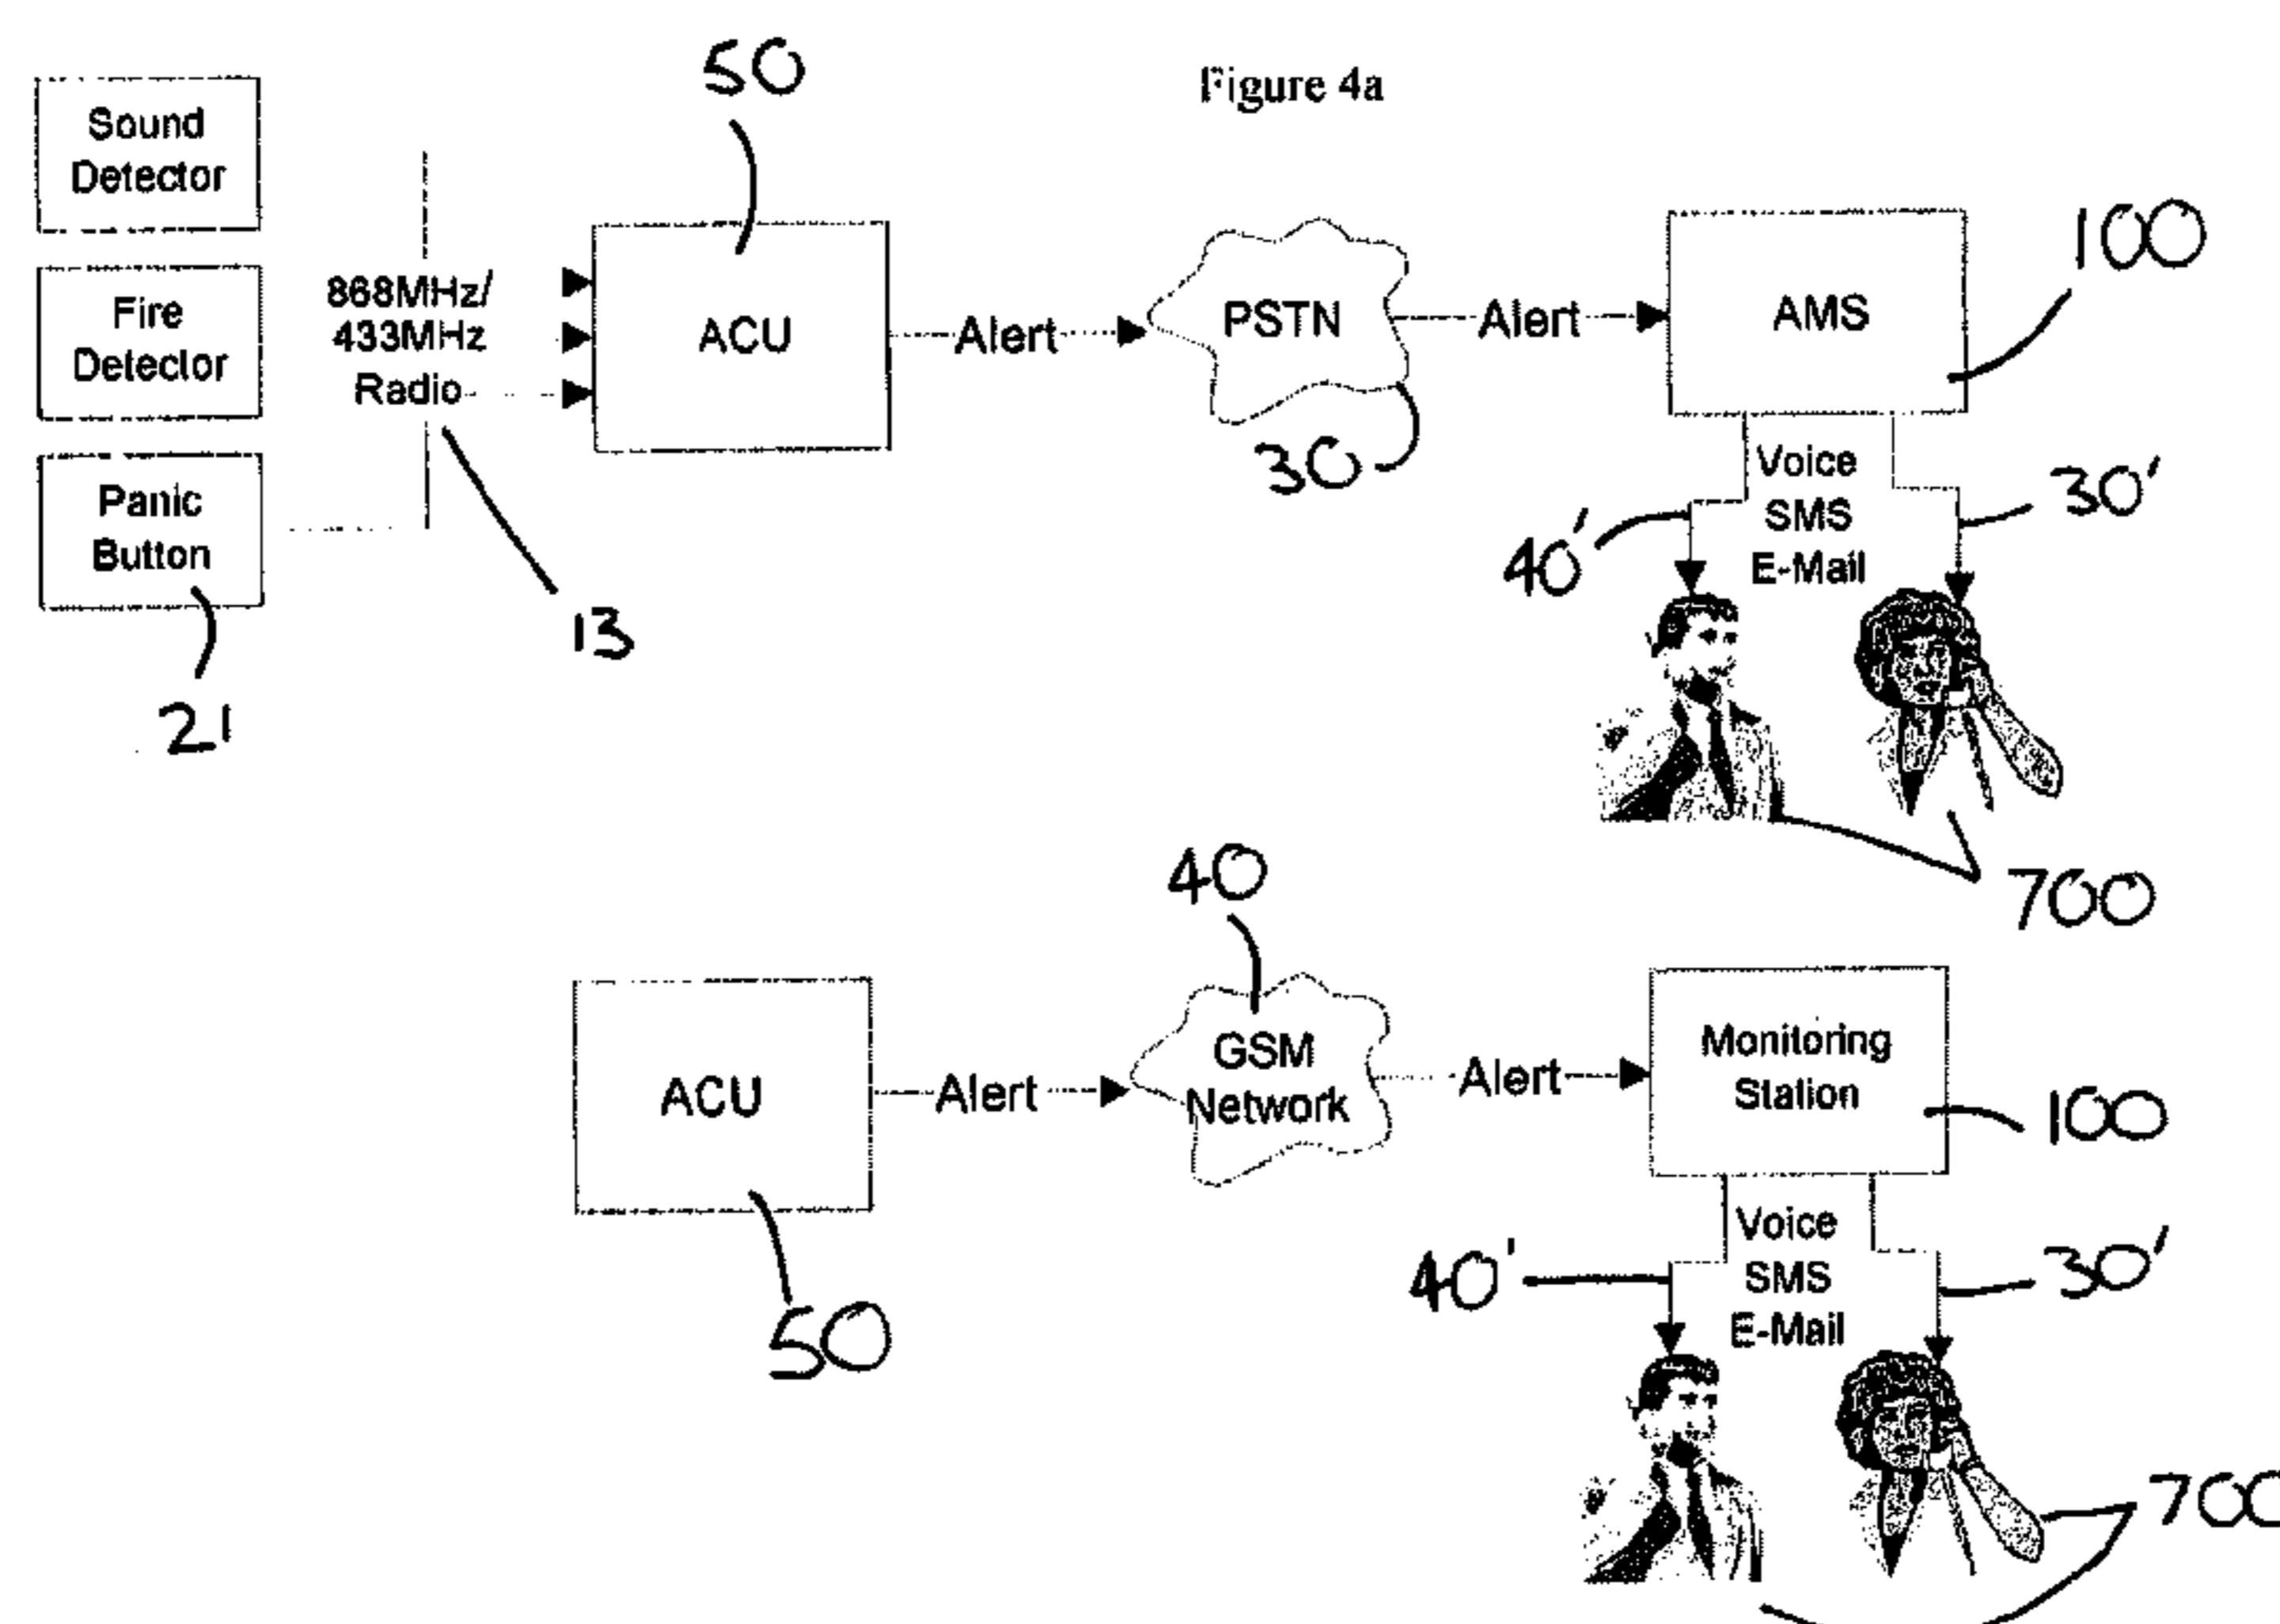 Figure 4a
50
Sound
Detector
Fire
Detector
Panic
Button
21
868MHz/
433MHz
Radio
13
ACU
Alert
PSTN
30
Alert
AMS
100
Voice
SMS
E-Mail
40'
30'
700
40
ACU
50
Alert
GSM
Network
Alert
Monitoring
Station
100
Voice
SMS
E-Mail
40'
30'
700